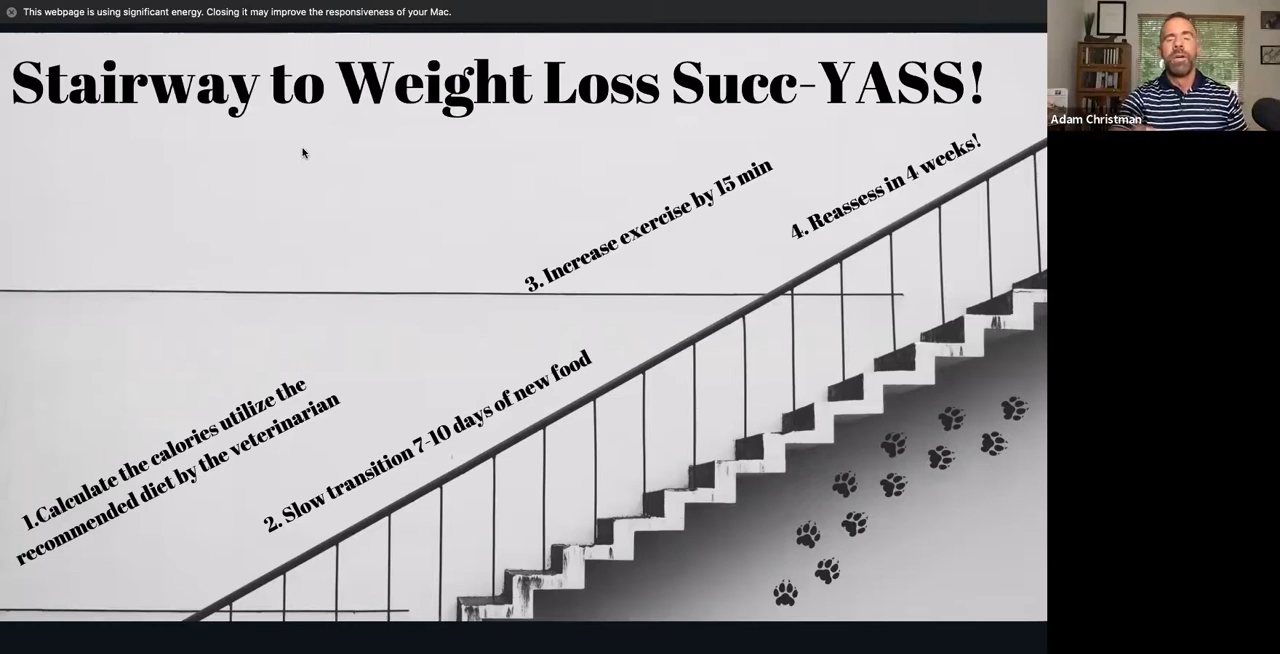 This webpage is using significant energy. Closing it may improve the responsiveness of your Mac.
Stairway to Weight Loss Succ-YASS!
Adam Christman
4. Reassess in 4 weeks!
3. Increase exercise by 15 min
2. Slow transition 7-10 days of new food
1.Calculate the calories utilize the
recommended diet by the veterinarian